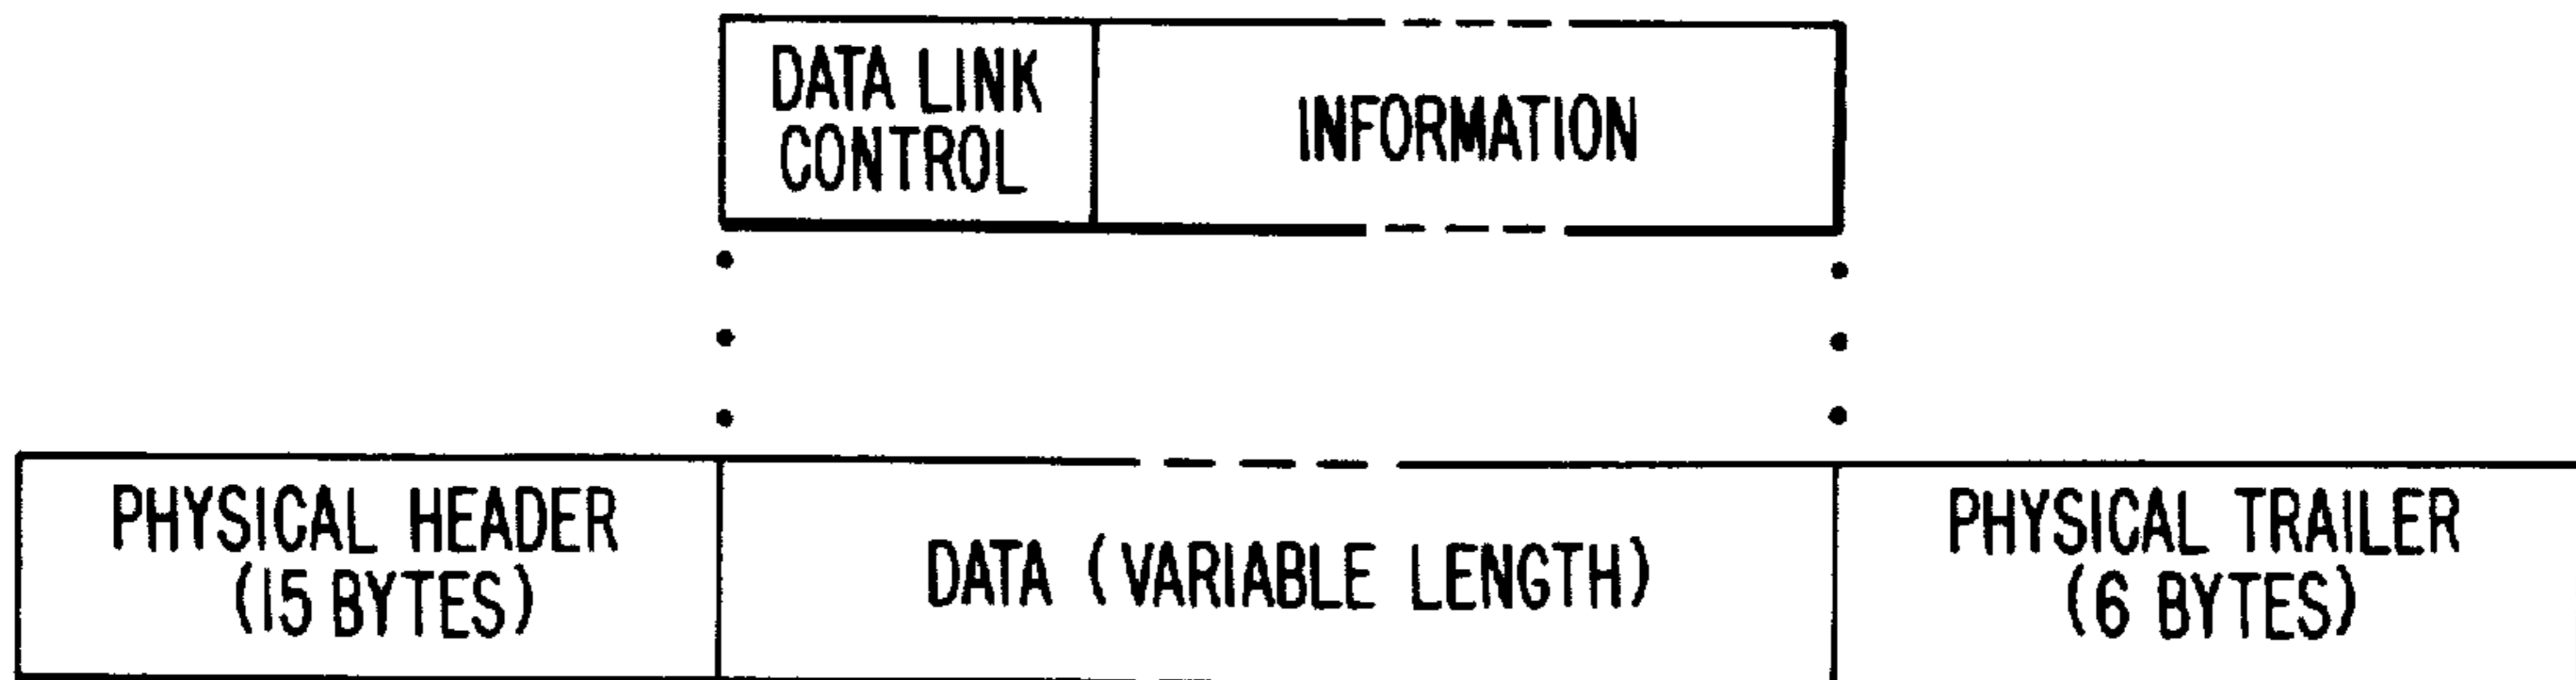 DATA LINK
CONTROL
INFORMATION
PHYSICAL HEADER
(15 BYTES)
DATA (VARIABLE LENGTH)
PHYSICAL TRAILER
(6 BYTES)